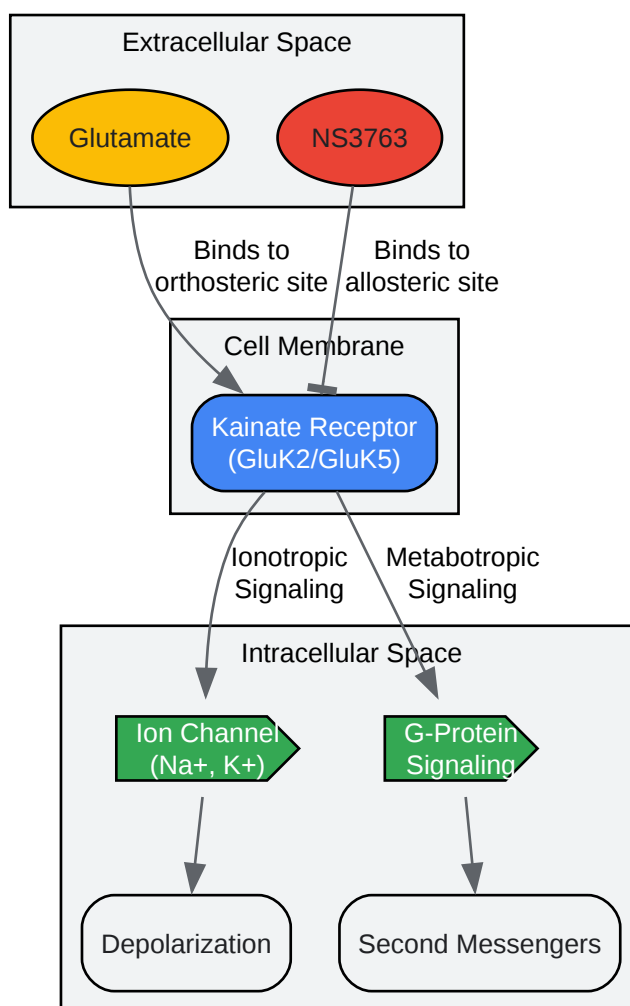 Extracellular Space
Glutamate
NS3763
Binds to
orthosteric site
Binds to
allosteric site
Cell Membrane
Kainate Receptor
(GluK2/GluK5)
Ionotropic
Signaling
Metabotropic
Signaling
Intracellular Space
Ion Channel
(Na+, K+)
G-Protein
Signaling
Depolarization
Second Messengers